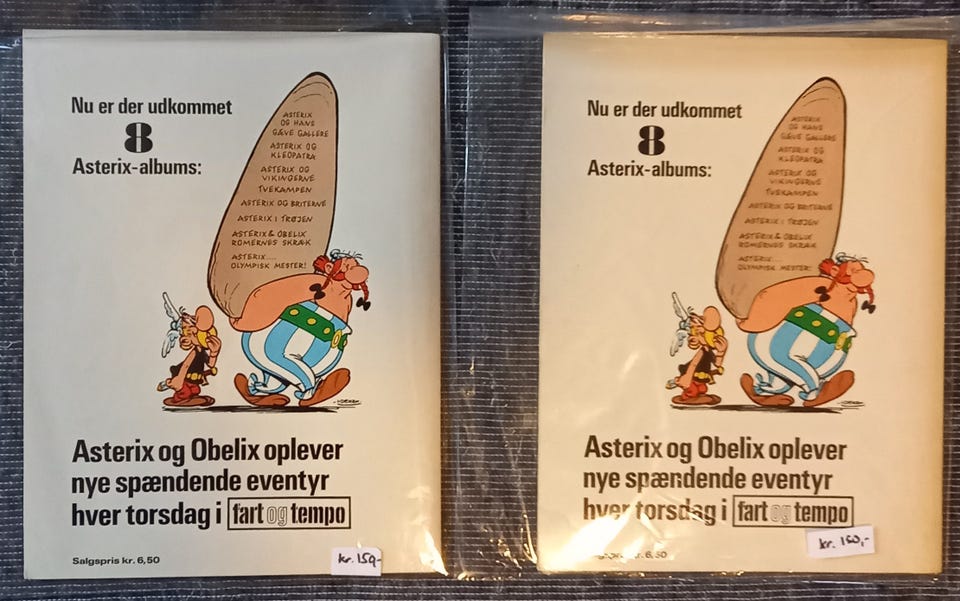 Nu er der udkommet
8
Asterix-albums:
ASTERIX
OG HANS
GÆVE GALLERE
ASTERIX OG
KLEOPATRA
ASTERIX OG
VIKINGERNE
TVEKAMPEN
ASTERIX OG BRITERNE
ASTERIX I TRØJEN
ASTERIX & OBELIX
ROMERNES SKRÆK
ASTERIX....
OLYMPISK MESTER!
Asterix og Obelix oplever
nye spændende eventyr
hver torsdag i fart og tempo
Salgspris kr. 6,50
kr. 150,-
Nu er der udkommet
8
Asterix-albums:
ASTERIX
OG HANS
GÆVE GALLERE
ASTERIX OG
KLEOPATRA
ASTERIX OG
VIKINGERNE
TVEKAMPEN
ASTERIX OG BRITERNE
ASTERIX I TRØJEN
ASTERIX & OBELIX
ROMERNES SKRÆK
ASTERIX....
OLYMPISK MESTER!
Asterix og Obelix oplever
nye spændende eventyr
hver torsdag i fart og tempo
kr. 6,50
kr. 150,-